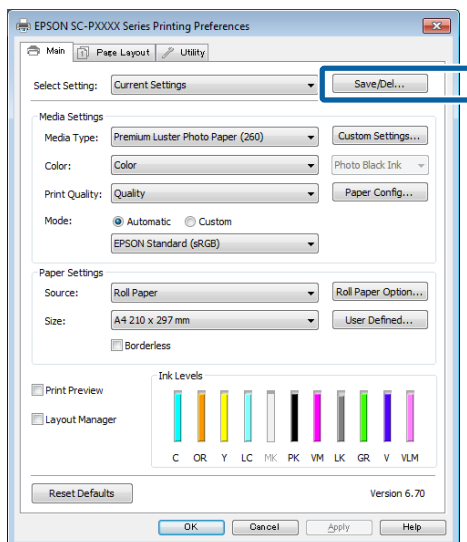 EPSON SC-PXXXX Series Printing Preferences
Main Page Layout Utility
Select Setting: Current Settings Save/Del...
Media Settings
Media Type: Premium Luster Photo Paper (260) Custom Settings...
Color: Color Photo Black Ink
Print Quality: Quality Paper Config...
Mode: Automatic Custom
EPSON Standard (sRGB)
Paper Settings
Source: Roll Paper Roll Paper Option...
Size: A4 210 x 297 mm User Defined...
Borderless
Ink Levels
Print Preview
Layout Manager
C OR Y LC MK PK VM LK GR V VLM
Reset Defaults Version 6.70
OK Cancel Apply Help